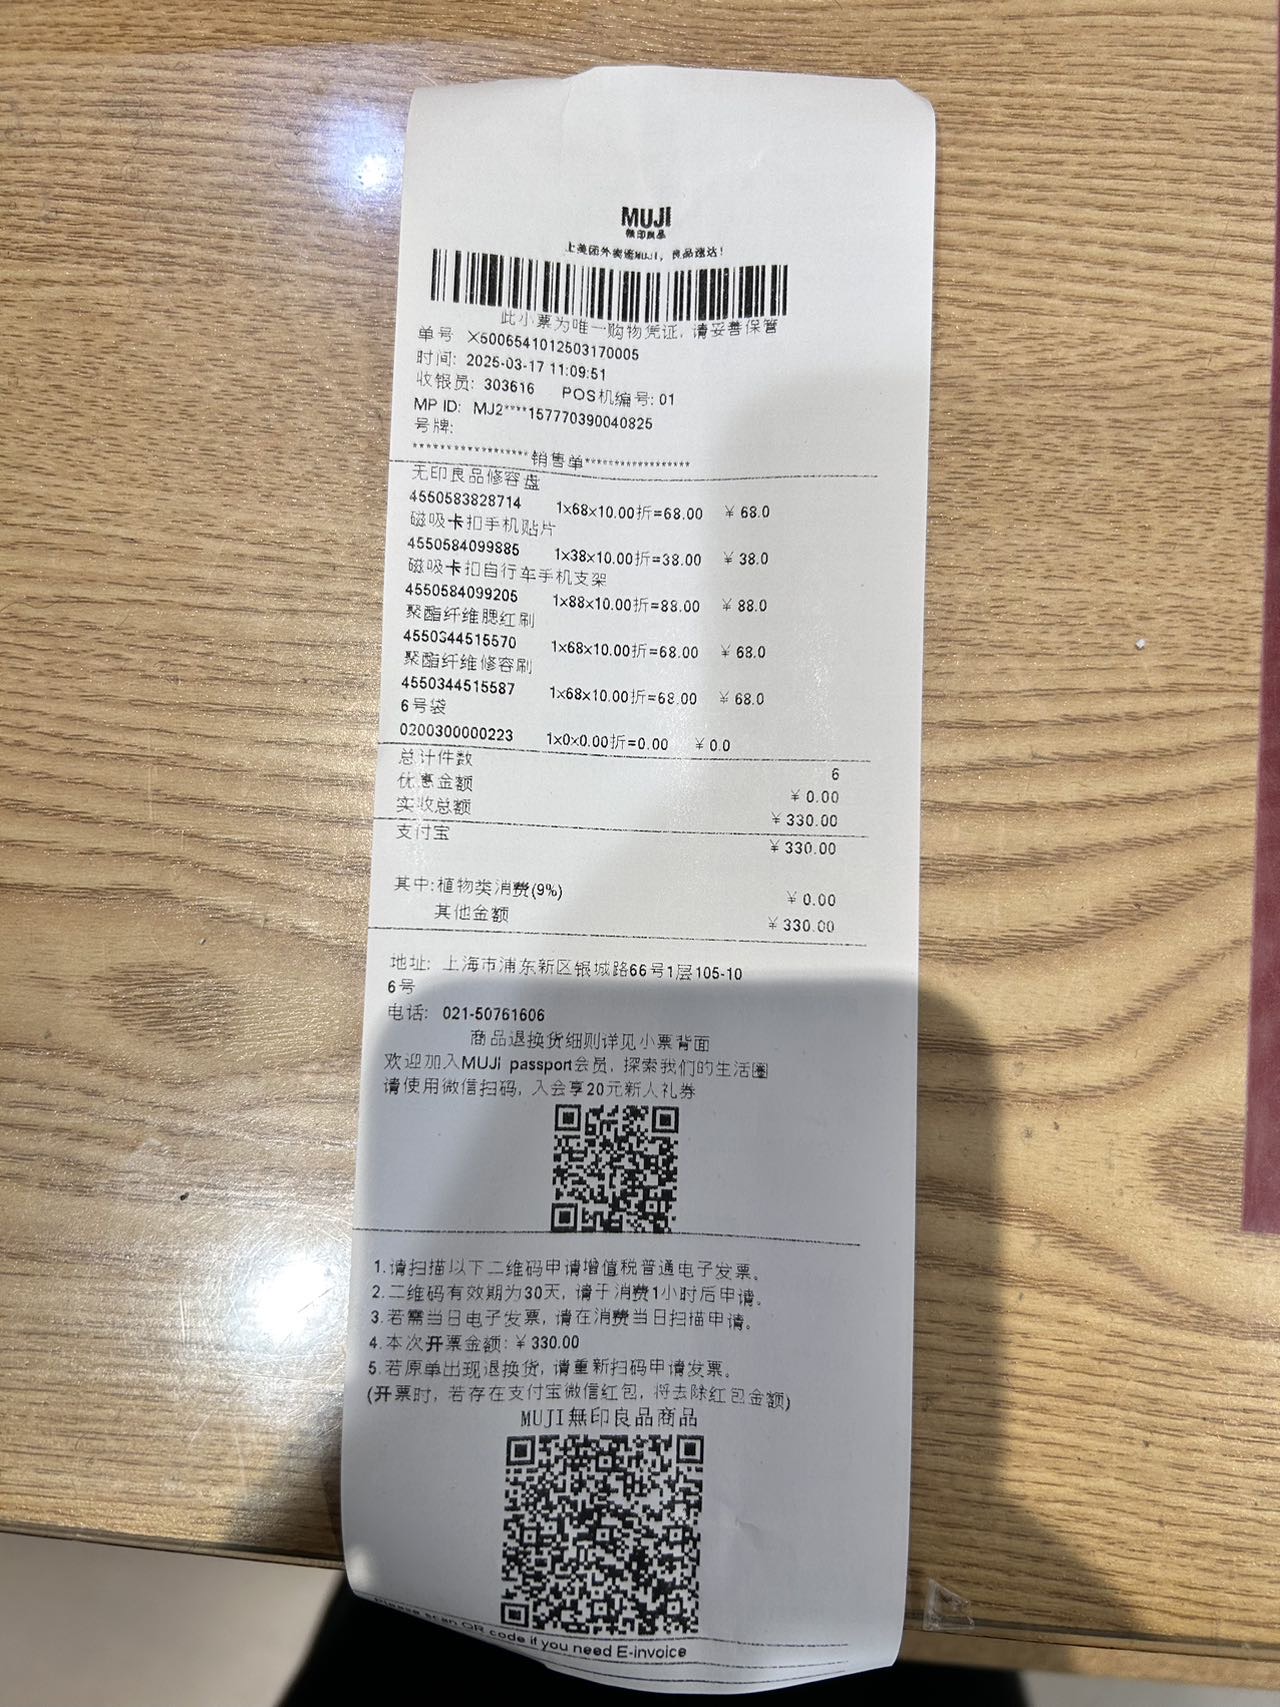 MUJI
無印良品
上美团外卖逛MUJI，良品速达！
此小票为唯一购物凭证，请妥善保管
单号 X5006541012503170005
时间: 2025-03-17 11:09:51
收银员: 303616 POS机编号: 01
MP ID: MJ2****157770390040825
号牌:
******************销售单******************
无印良品修容盘
4550583828714 1x68x10.00折=68.00 ￥68.0
磁吸卡扣手机贴片
4550584099885 1x38x10.00折=38.00 ￥38.0
磁吸卡扣自行车手机支架
4550584099205 1x88x10.00折=88.00 ￥88.0
聚酯纤维腮红刷
4550344515570 1x68x10.00折=68.00 ￥68.0
聚酯纤维修容刷
4550344515587 1x68x10.00折=68.00 ￥68.0
6号袋
0200300000223 1x0x0.00折=0.00 ￥0.0
总计件数 6
优惠金额 ￥0.00
实收总额 ￥330.00
支付宝 ￥330.00
其中:植物类消费(9%) ￥0.00
其他金额 ￥330.00
地址: 上海市浦东新区银城路66号1层105-10
6号
电话: 021-50761606
商品退换货细则详见小票背面
欢迎加入MUJi passport会员，探索我们的生活圈
请使用微信扫码，入会享20元新人礼券
1.请扫描以下二维码申请增值税普通电子发票。
2.二维码有效期为30天，请于消费1小时后申请。
3.若需当日电子发票，请在消费当日扫描申请。
4.本次开票金额: ￥330.00
5.若原单出现退换货，请重新扫码申请发票。
(开票时，若存在支付宝微信红包，将去除红包金额)
MUJI無印良品商品
Please scan QR code if you need E-invoice